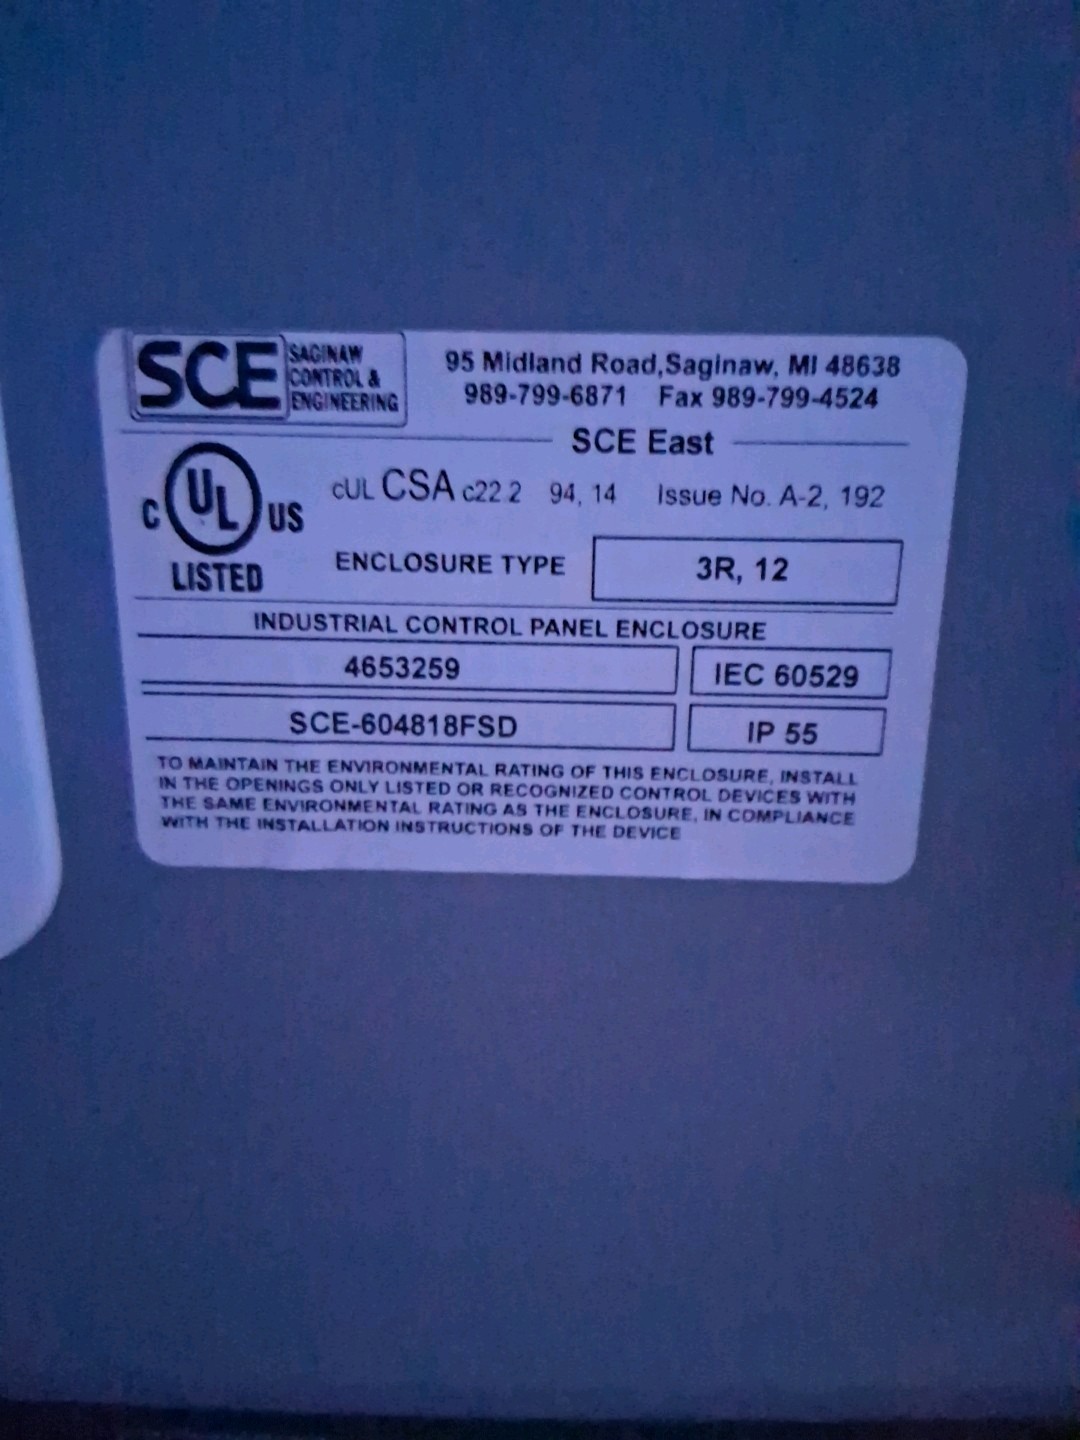 SCE SAGINAW CONTROL & ENGINEERING
95 Midland Road,Saginaw, MI 48638
989-799-6871 Fax 989-799-4524
SCE East
C UL US
LISTED
cUL CSA c22 2 94, 14 Issue No. A-2, 192
ENCLOSURE TYPE 3R, 12
INDUSTRIAL CONTROL PANEL ENCLOSURE
4653259 IEC 60529
SCE-604818FSD IP 55
TO MAINTAIN THE ENVIRONMENTAL RATING OF THIS ENCLOSURE, INSTALL
IN THE OPENINGS ONLY LISTED OR RECOGNIZED CONTROL DEVICES WITH
THE SAME ENVIRONMENTAL RATING AS THE ENCLOSURE, IN COMPLIANCE
WITH THE INSTALLATION INSTRUCTIONS OF THE DEVICE